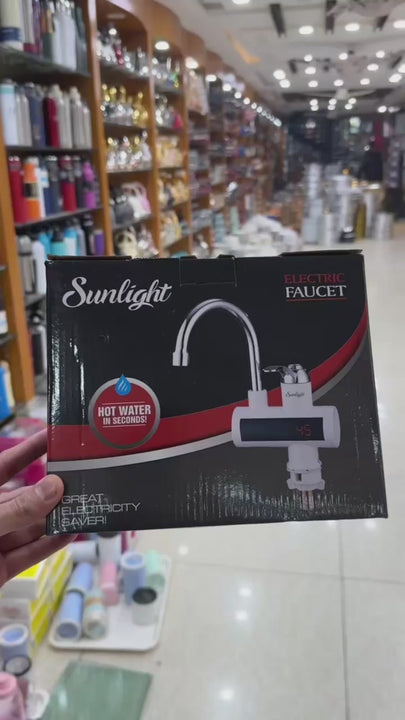 Sunlight
ELECTRIC
FAUCET
HOT WATER
IN SECONDS!
Sunlight
45
GREAT
ELECTRICITY
SAVER!